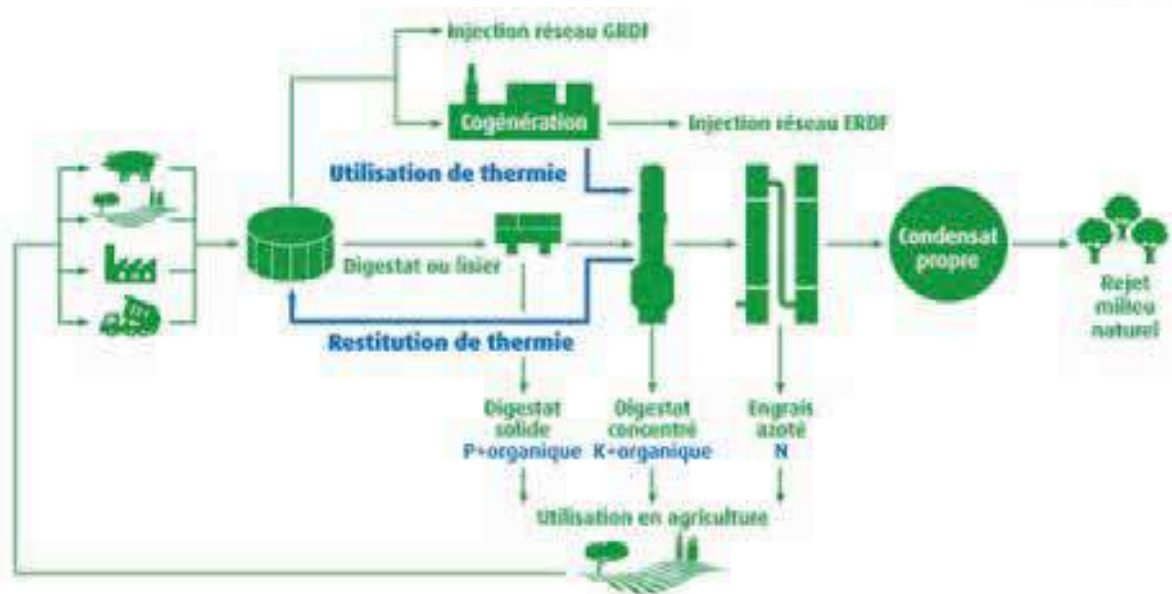 Injection réseau GRDF
Cogénération
Injection réseau ERDF
Utilisation de thermie
Digestat ou lisier
Condensat
propre
Rejet
milieu
naturel
Restitution de thermie
Digestat
solide
P+organique
Digestat
concentré
K+organique
Engrais
azoté
N
Utilisation en agriculture